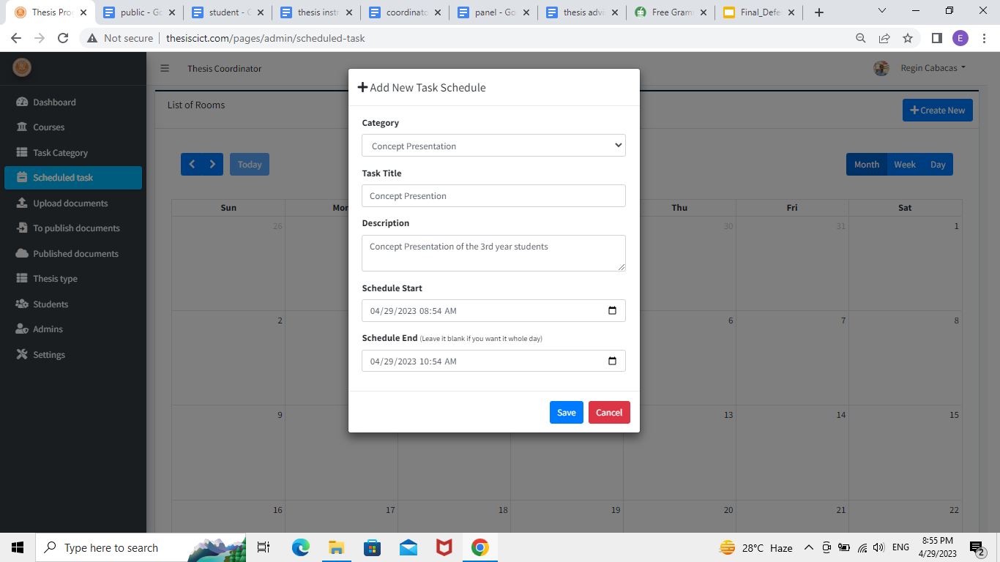 Thesis Pro
public - Go
student - G
thesis instr
coordinato
panel - Go
thesis advi
Free Gram
Final_Defe
Not secure
thesiscict.com/pages/admin/scheduled-task
E
Thesis Coordinator
Regin Cabacas
Dashboard
Courses
Task Category
Scheduled task
Upload documents
To publish documents
Published documents
Thesis type
Students
Admins
Settings
List of Rooms
Create New
Today
Month Week Day
Sun Mon Thu Fri Sat
26 30 31 1
2 6 7 8
9 13 14 15
16 17 18 19 20 21 22
Add New Task Schedule
Category
Concept Presentation
Task Title
Concept Presention
Description
Concept Presentation of the 3rd year students
Schedule Start
04/29/2023 08:54 AM
Schedule End (Leave it blank if you want it whole day)
04/29/2023 10:54 AM
Save Cancel
Type here to search
28°C Haze
ENG
8:55 PM
4/29/2023
2